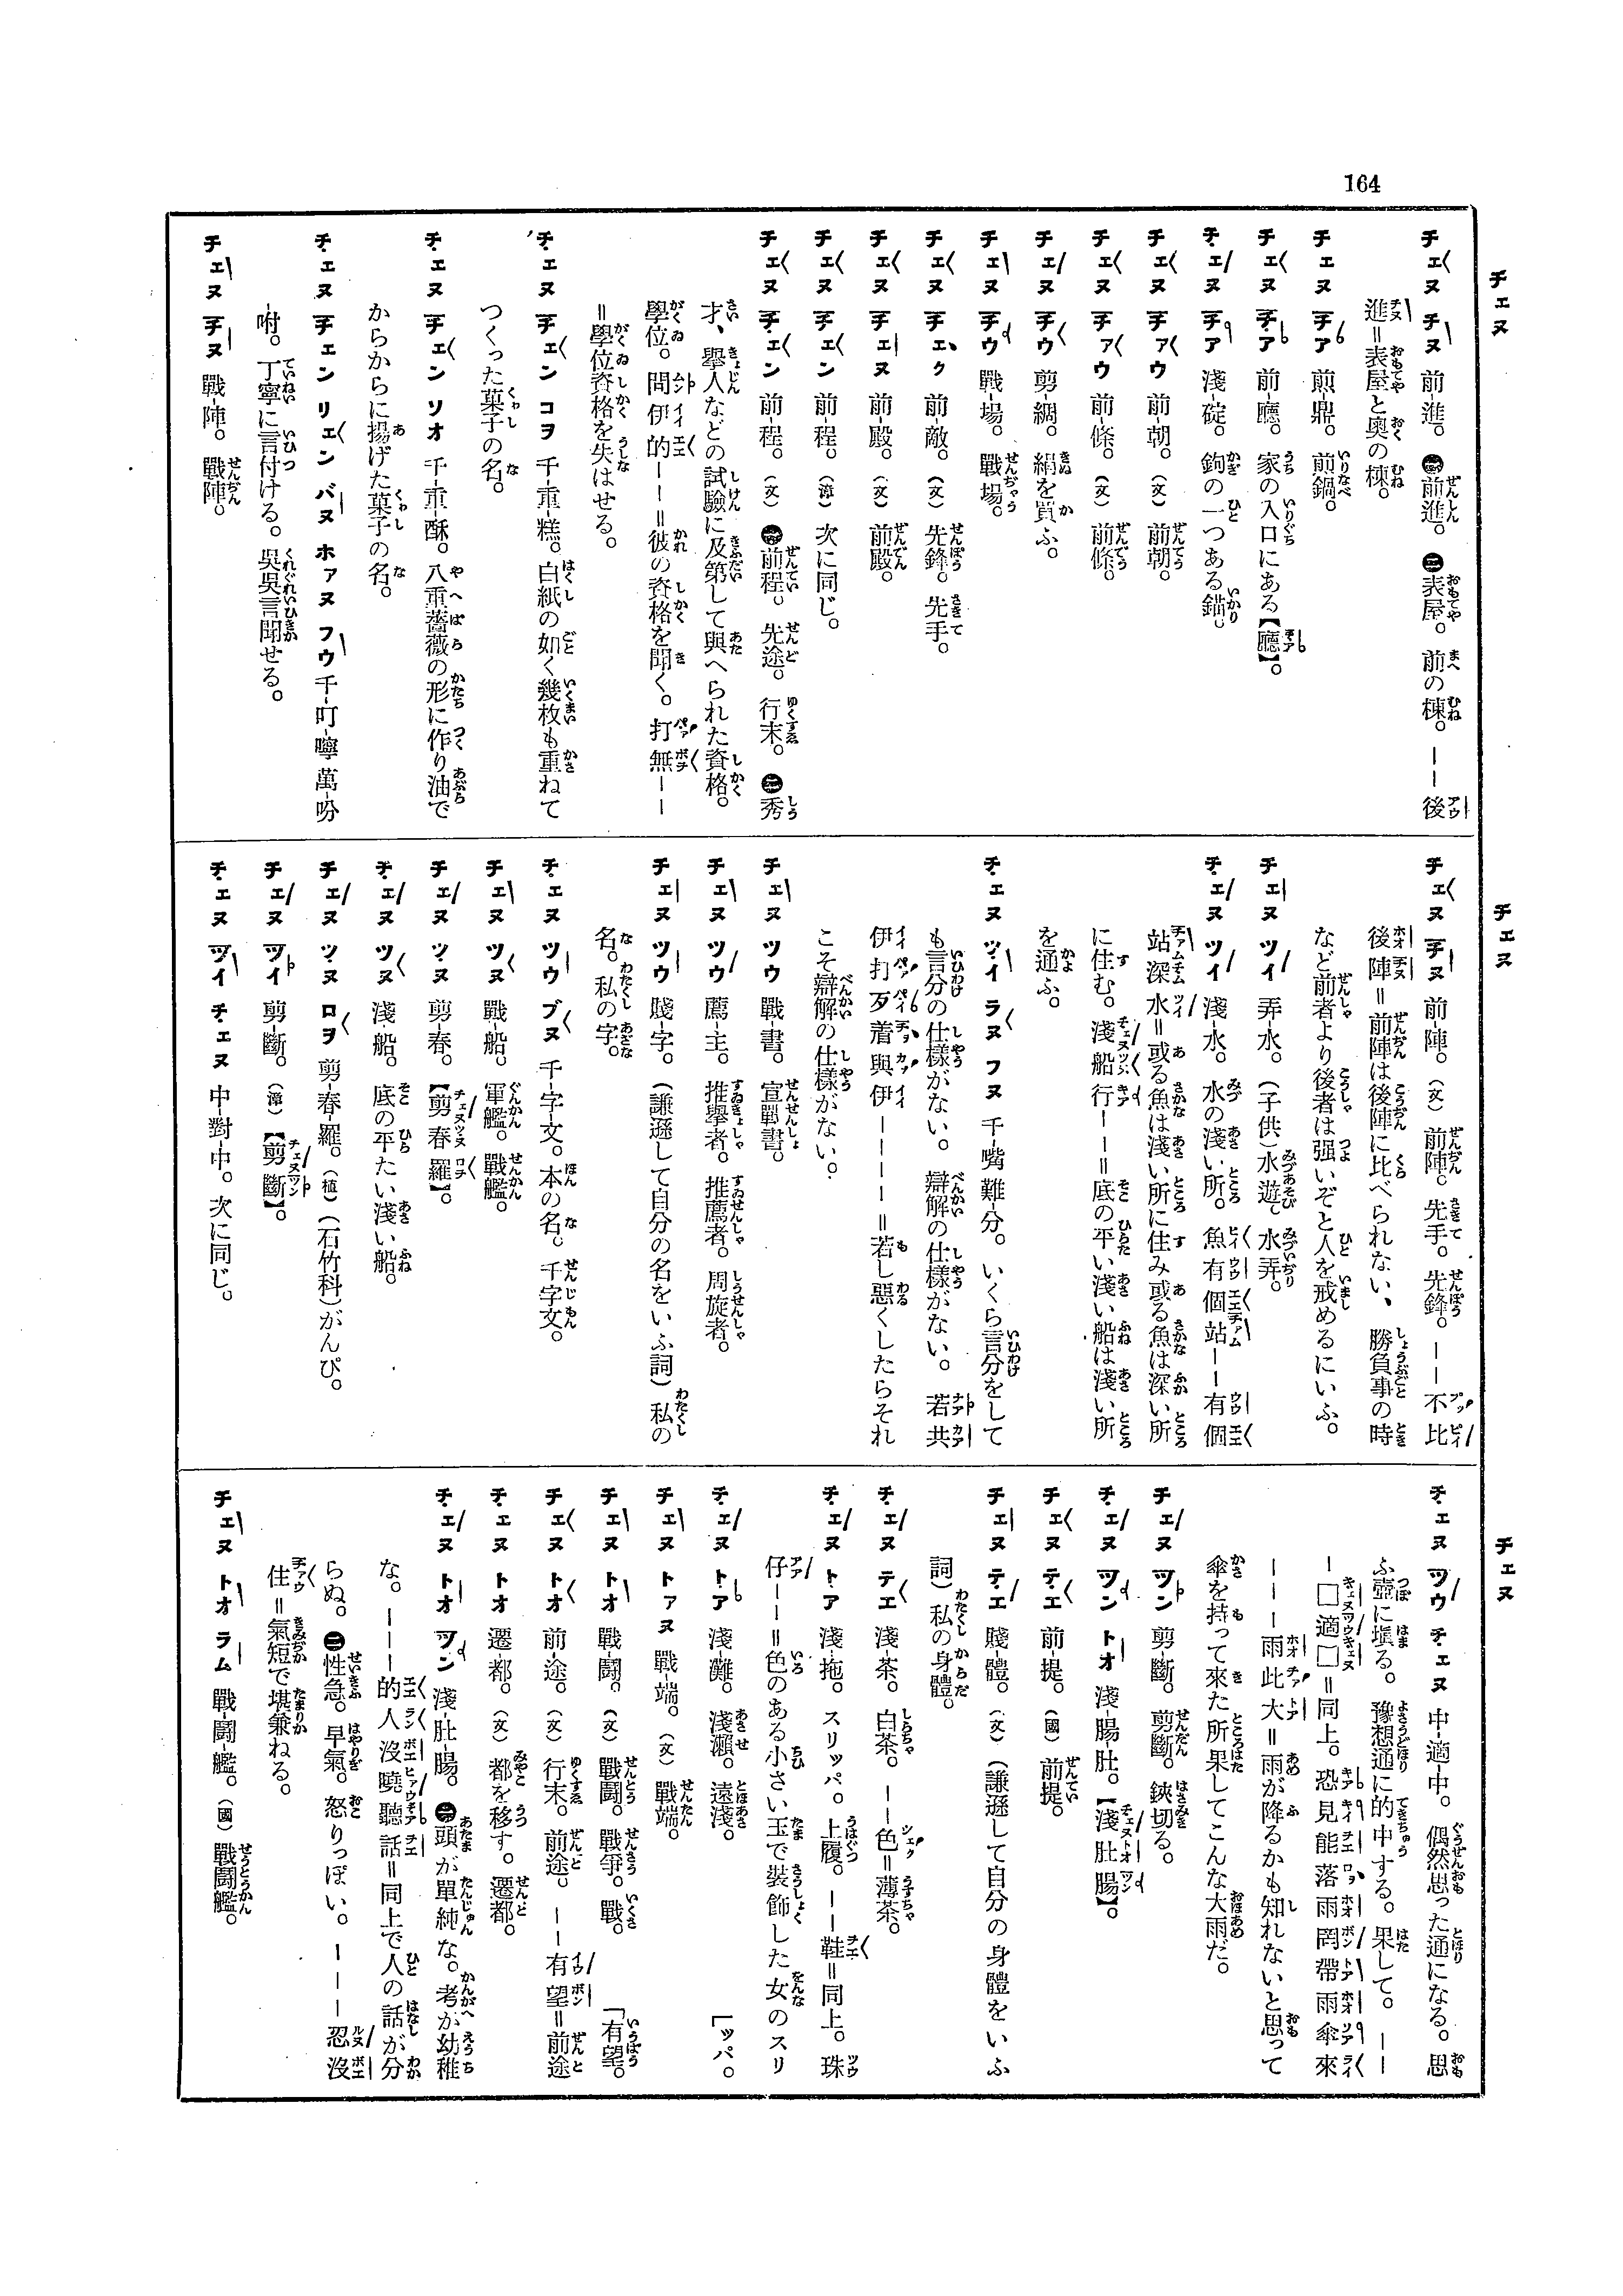 164
チェヌ
チェヌ チヌ 前-進。㊀前進。㊁表屋。前の棟。――後
進＝表屋と奧の棟。
チェヌ チァ 煎-鼎。煎鍋。
チェヌ チァ 前-廳。家の入口にある【廳】。
チェヌ チァ 淺-碇。鉤の一つある錨。
チェヌ チァウ 前-朝。（文）前朝。
チェヌ チァウ 前-條。（文）前條。
チェヌ チウ 剪-綢。絹を買ふ。
チェヌ チウ 戰-場。戰場。
チェヌ チェク 前-敵。（文）先鋒。先手。
チェヌ チェヌ 前-殿。（文）前殿。
チェヌ チェン 前-程。（漳）次に同じ。
チェヌ チェン 前-程。（文）㊀前程。先途。行末。㊁秀
才、擧人などの試驗に及第して與へられた資格。
學位。問伊的――＝彼の資格を聞く。打無――
＝學位資格を失はせる。
チェヌ チェン コヲ 千-重-糕。白紙の如く幾枚も重ねて
つくった菓子の名。
チェヌ チェン ソオ 千-重-酥。八重薔薇の形に作り油で
からからに揚げた菓子の名。
チェヌ チェン リェン バヌ ホァヌ フウ 千-叮-嚀 萬-吩
-咐。丁寧に言付ける。吳吳言聞せる。
チェヌ チヌ 戰-陣。戰陣。
チェヌ
チェヌ チヌ 前-陣。（文）前陣。先手。先鋒。――不比
後陣＝前陣は後陣に比べられない、勝負事の時
など前者より後者は强いぞと人を戒めるにいふ。
チェヌ ツイ 弄-水。（子供）水遊て 水弄。
チェヌ ツイ 淺-水。水の淺い所。魚有個站――有個
站深水＝或る魚は淺い所に住み或る魚は深い所
に住む。淺船行――＝底の平い淺い船は淺い所
を通ふ。
チェヌ ツイ ラヌ フヌ 千-嘴 難-分。いくら言分をして
も言分の仕樣がない。辯解の仕樣がない。若共
伊打歹着與伊――――＝若し惡くしたらそれ
こそ辯解の仕樣がない。
チェヌ ツウ 戰-書。宣戰書。
チェヌ ツウ 薦-主。推擧者。推薦者。周旋者。
チェヌ ツウ 賤-字。（謙遜して自分の名をいふ詞）私の
名。私の字。
チェヌ ツウ ブヌ 千-字-文。本の名。千字文。
チェヌ ツヌ 戰-船。軍艦。戰艦。
チェヌ ツヌ 剪-春。【剪春羅】。
チェヌ ツヌ 淺-船。底の平たい淺い船。
チェヌ ツヌ ロヲ 剪-春-羅。（植）（石竹科）がんぴ。
チェヌ ツイ 剪-斷。（漳）【剪斷】。
チェヌ ツイ チェヌ 中-對-中。次に同じ。
チェヌ
チェヌ ツウ チェヌ 中-適-中。偶然思った通になる。思
ふ壺に塡る。豫想通に的中する。果して。――
―□適□＝同上。恐見能落雨罔帶雨傘來
―――雨此大＝雨が降るかも知れないと思って
傘を持って來た所果してこんな大雨だ。
チェヌ ツン 剪-斷。剪斷。鋏切る。
チェヌ ツン トオ 淺-腸-肚。【淺肚腸】。
チェヌ テエ 前-提。（國）前提。
チェヌ テエ 賤-體。（文）（謙遜して自分の身體をいふ
詞）私の身體。
チェヌ テエ 淺-茶。白茶。――色＝薄茶。
チェヌ トア 淺-拖。スリッパ。上履。――鞋＝同上。珠
仔――＝色のある小さい玉で裝飾した女のスリ
チェヌ トア 淺-灘。淺瀨。遠淺。［ッパ。
チェヌ トァヌ 戰-端。（文）戰端。
チェヌ トオ 戰-鬪。（文）戰鬪。戰爭。戰。［有望。
チェヌ トオ 前-途。（文）行末。前途。――有望＝前途
チェヌ トオ 遷-都。（文）都を移す。遷都。
チェヌ トオ ツン 淺-肚-腸。㊀頭が單純な。考が幼稚
な。―――的人沒曉聽話＝同上で人の話が分
らぬ。㊁性急。早氣。怒りっぽい。―――忍沒
住＝氣短で堪兼ねる。
チェヌ トオ ラム 戰-鬪-艦。（國）戰鬪艦。